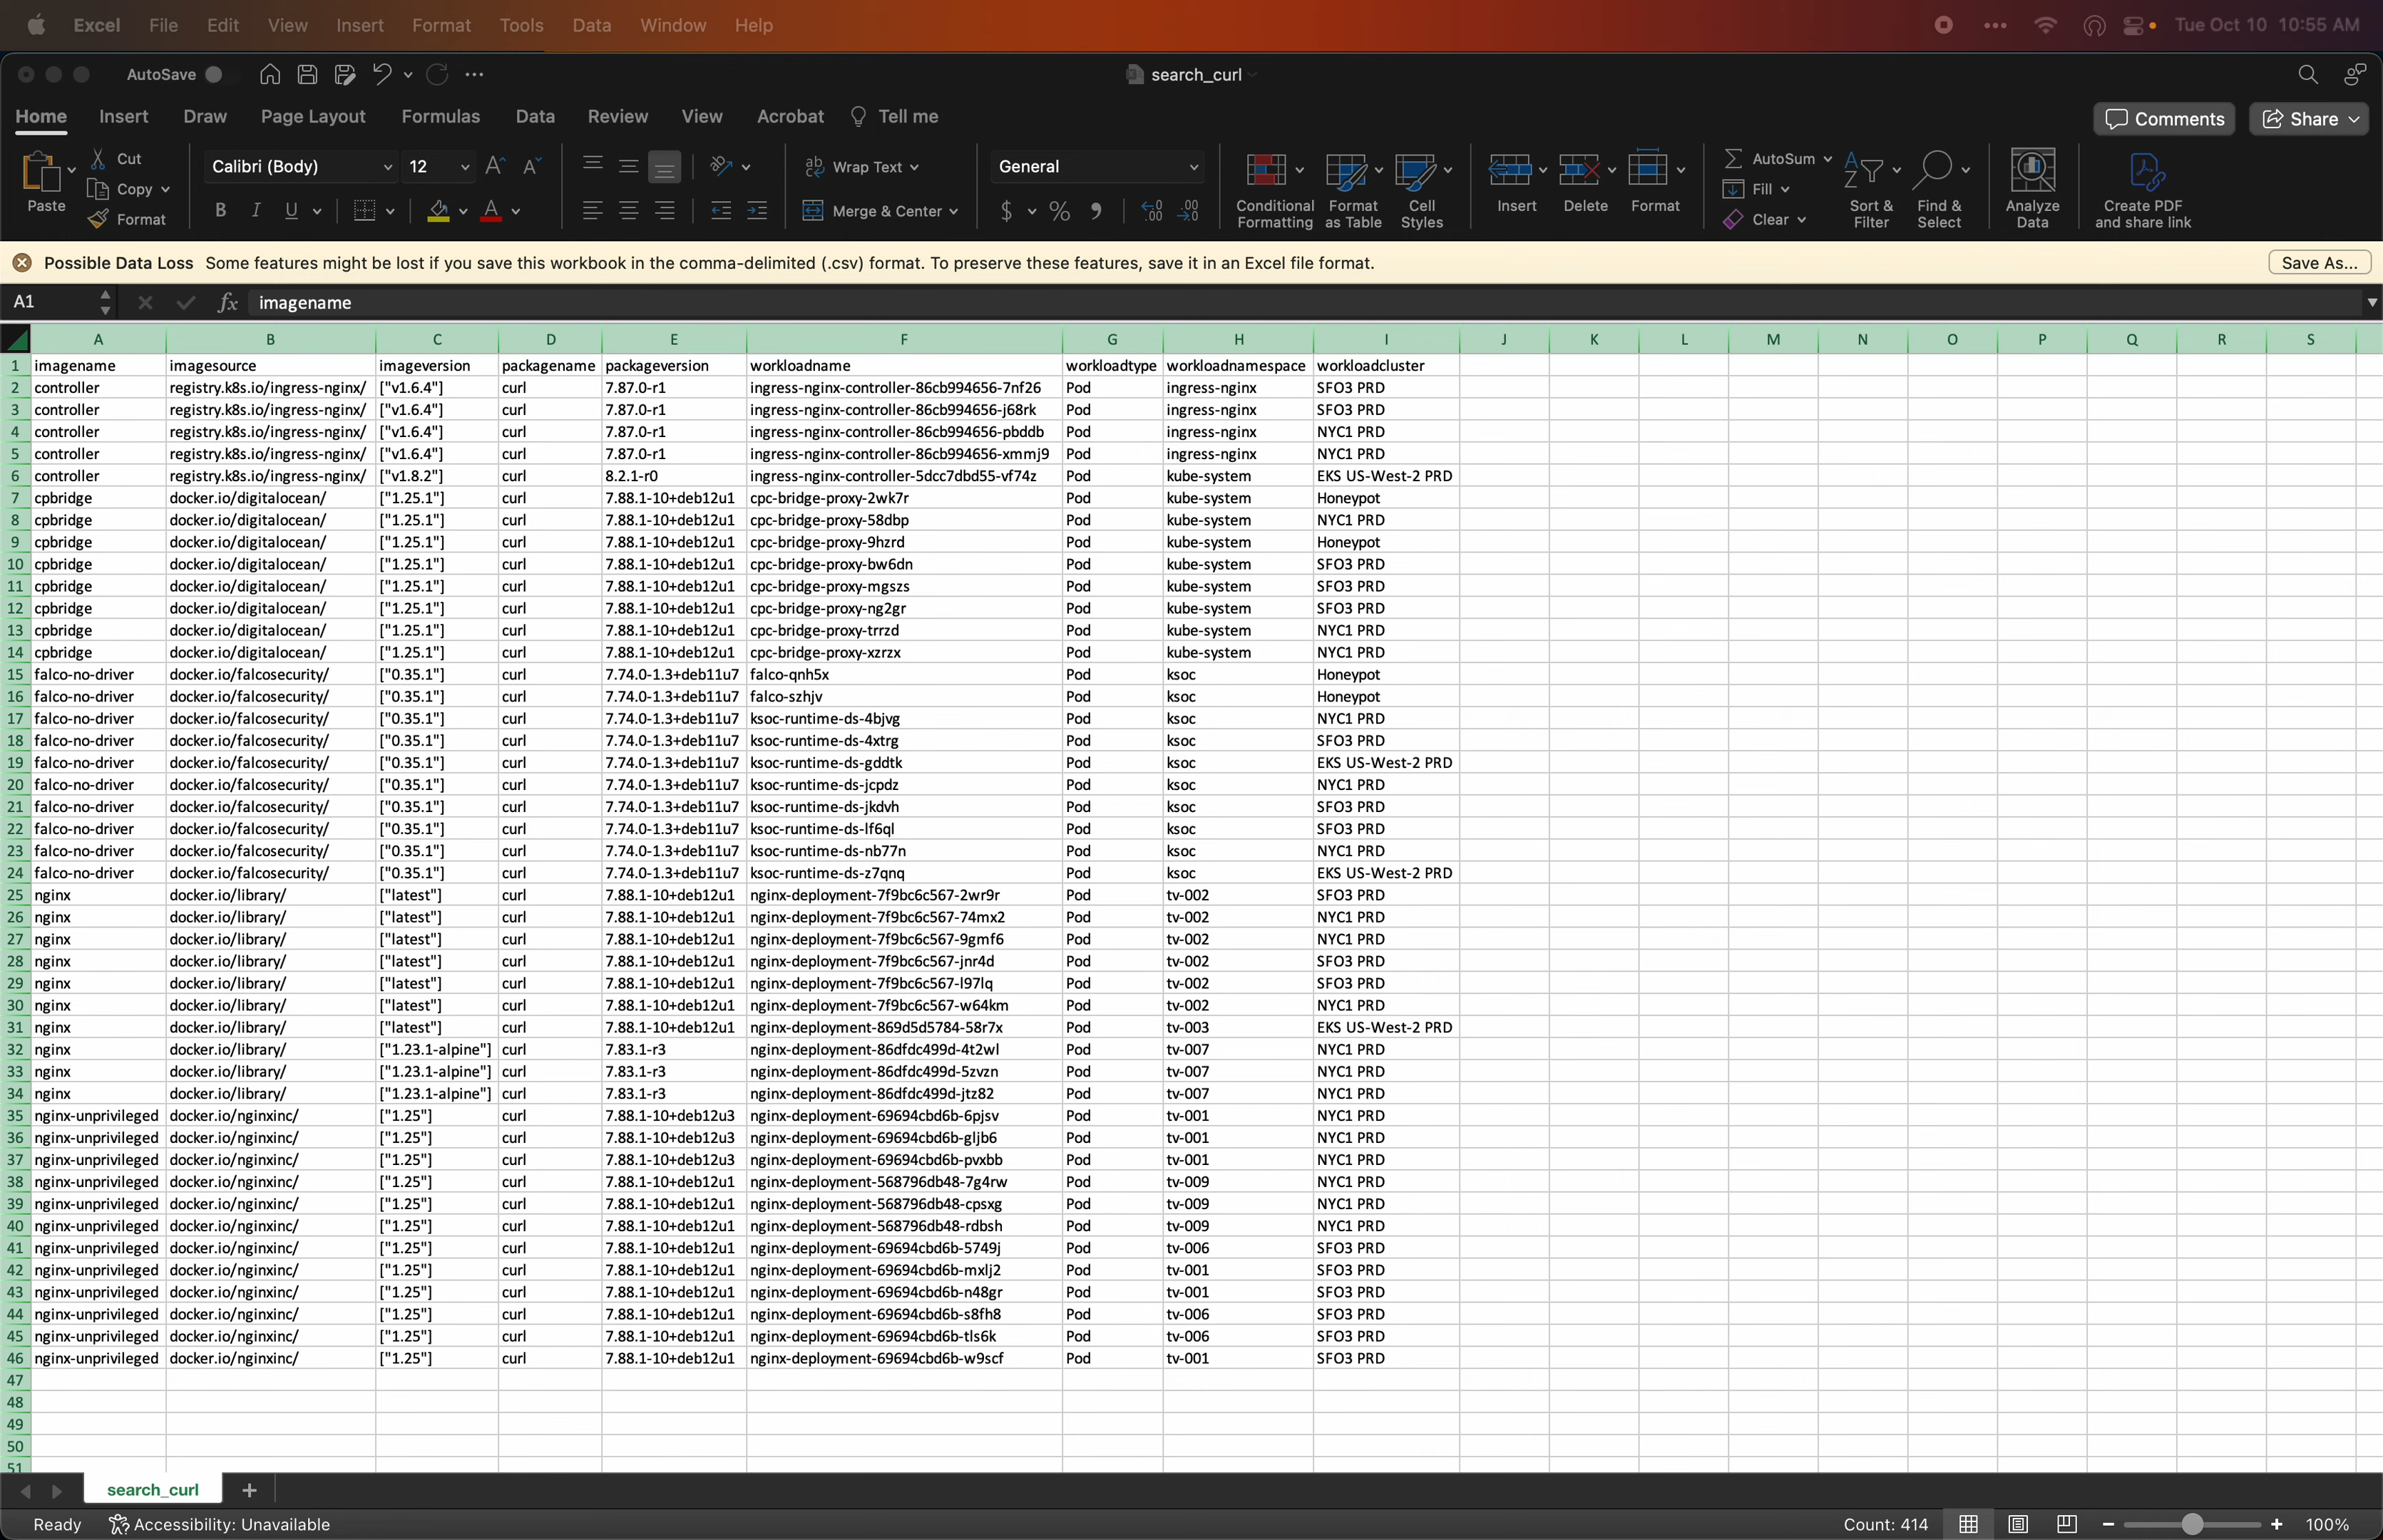 Excel File Edit View Insert Format Tools Data Window Help Tue Oct 10 10:55 AM
AutoSave search_curl
Home Insert Draw Page Layout Formulas Data Review View Acrobat Tell me Comments Share
Paste Cut Copy Format Calibri (Body) 12 Wrap Text Merge & Center General Conditional Formatting Format as Table Cell Styles Insert Delete Format AutoSum Fill Clear Sort & Filter Find & Select Analyze Data Create PDF and share link
Possible Data Loss Some features might be lost if you save this workbook in the comma-delimited (.csv) format. To preserve these features, save it in an Excel file format. Save As...
A1 fx imagename
A B C D E F G H I J K L M N O P Q R S
1 imagename imagesource imageversion packagename packageversion workloadname workloadtype workloadnamespace workloadcluster
2 controller registry.k8s.io/ingress-nginx/ ["v1.6.4"] curl 7.87.0-r1 ingress-nginx-controller-86cb994656-7nf26 Pod ingress-nginx SFO3 PRD
3 controller registry.k8s.io/ingress-nginx/ ["v1.6.4"] curl 7.87.0-r1 ingress-nginx-controller-86cb994656-j68rk Pod ingress-nginx SFO3 PRD
4 controller registry.k8s.io/ingress-nginx/ ["v1.6.4"] curl 7.87.0-r1 ingress-nginx-controller-86cb994656-pbddb Pod ingress-nginx NYC1 PRD
5 controller registry.k8s.io/ingress-nginx/ ["v1.6.4"] curl 7.87.0-r1 ingress-nginx-controller-86cb994656-xmmj9 Pod ingress-nginx NYC1 PRD
6 controller registry.k8s.io/ingress-nginx/ ["v1.8.2"] curl 8.2.1-r0 ingress-nginx-controller-5dcc7dbd55-vf74z Pod kube-system EKS US-West-2 PRD
7 cpbridge docker.io/digitalocean/ ["1.25.1"] curl 7.88.1-10+deb12u1 cpc-bridge-proxy-2wk7r Pod kube-system Honeypot
8 cpbridge docker.io/digitalocean/ ["1.25.1"] curl 7.88.1-10+deb12u1 cpc-bridge-proxy-58dbp Pod kube-system NYC1 PRD
9 cpbridge docker.io/digitalocean/ ["1.25.1"] curl 7.88.1-10+deb12u1 cpc-bridge-proxy-9hzrd Pod kube-system Honeypot
10 cpbridge docker.io/digitalocean/ ["1.25.1"] curl 7.88.1-10+deb12u1 cpc-bridge-proxy-bw6dn Pod kube-system SFO3 PRD
11 cpbridge docker.io/digitalocean/ ["1.25.1"] curl 7.88.1-10+deb12u1 cpc-bridge-proxy-mgszs Pod kube-system SFO3 PRD
12 cpbridge docker.io/digitalocean/ ["1.25.1"] curl 7.88.1-10+deb12u1 cpc-bridge-proxy-ng2gr Pod kube-system SFO3 PRD
13 cpbridge docker.io/digitalocean/ ["1.25.1"] curl 7.88.1-10+deb12u1 cpc-bridge-proxy-trrzd Pod kube-system NYC1 PRD
14 cpbridge docker.io/digitalocean/ ["1.25.1"] curl 7.88.1-10+deb12u1 cpc-bridge-proxy-xzrzx Pod kube-system NYC1 PRD
15 falco-no-driver docker.io/falcosecurity/ ["0.35.1"] curl 7.74.0-1.3+deb11u7 falco-qnh5x Pod ksoc Honeypot
16 falco-no-driver docker.io/falcosecurity/ ["0.35.1"] curl 7.74.0-1.3+deb11u7 falco-szhjv Pod ksoc Honeypot
17 falco-no-driver docker.io/falcosecurity/ ["0.35.1"] curl 7.74.0-1.3+deb11u7 ksoc-runtime-ds-4bjvg Pod ksoc NYC1 PRD
18 falco-no-driver docker.io/falcosecurity/ ["0.35.1"] curl 7.74.0-1.3+deb11u7 ksoc-runtime-ds-4xtrg Pod ksoc SFO3 PRD
19 falco-no-driver docker.io/falcosecurity/ ["0.35.1"] curl 7.74.0-1.3+deb11u7 ksoc-runtime-ds-gddtk Pod ksoc EKS US-West-2 PRD
20 falco-no-driver docker.io/falcosecurity/ ["0.35.1"] curl 7.74.0-1.3+deb11u7 ksoc-runtime-ds-jcpdz Pod ksoc NYC1 PRD
21 falco-no-driver docker.io/falcosecurity/ ["0.35.1"] curl 7.74.0-1.3+deb11u7 ksoc-runtime-ds-jkdvh Pod ksoc SFO3 PRD
22 falco-no-driver docker.io/falcosecurity/ ["0.35.1"] curl 7.74.0-1.3+deb11u7 ksoc-runtime-ds-lf6ql Pod ksoc SFO3 PRD
23 falco-no-driver docker.io/falcosecurity/ ["0.35.1"] curl 7.74.0-1.3+deb11u7 ksoc-runtime-ds-nb77n Pod ksoc NYC1 PRD
24 falco-no-driver docker.io/falcosecurity/ ["0.35.1"] curl 7.74.0-1.3+deb11u7 ksoc-runtime-ds-z7qnq Pod ksoc EKS US-West-2 PRD
25 nginx docker.io/library/ ["latest"] curl 7.88.1-10+deb12u1 nginx-deployment-7f9bc6c567-2wr9r Pod tv-002 SFO3 PRD
26 nginx docker.io/library/ ["latest"] curl 7.88.1-10+deb12u1 nginx-deployment-7f9bc6c567-74mx2 Pod tv-002 NYC1 PRD
27 nginx docker.io/library/ ["latest"] curl 7.88.1-10+deb12u1 nginx-deployment-7f9bc6c567-9gmf6 Pod tv-002 NYC1 PRD
28 nginx docker.io/library/ ["latest"] curl 7.88.1-10+deb12u1 nginx-deployment-7f9bc6c567-jnr4d Pod tv-002 SFO3 PRD
29 nginx docker.io/library/ ["latest"] curl 7.88.1-10+deb12u1 nginx-deployment-7f9bc6c567-l97lq Pod tv-002 SFO3 PRD
30 nginx docker.io/library/ ["latest"] curl 7.88.1-10+deb12u1 nginx-deployment-7f9bc6c567-w64km Pod tv-002 NYC1 PRD
31 nginx docker.io/library/ ["latest"] curl 7.88.1-10+deb12u1 nginx-deployment-869d5d5784-58r7x Pod tv-003 EKS US-West-2 PRD
32 nginx docker.io/library/ ["1.23.1-alpine"] curl 7.83.1-r3 nginx-deployment-86dfdc499d-4t2wl Pod tv-007 NYC1 PRD
33 nginx docker.io/library/ ["1.23.1-alpine"] curl 7.83.1-r3 nginx-deployment-86dfdc499d-5zvzn Pod tv-007 NYC1 PRD
34 nginx docker.io/library/ ["1.23.1-alpine"] curl 7.83.1-r3 nginx-deployment-86dfdc499d-jtz82 Pod tv-007 NYC1 PRD
35 nginx-unprivileged docker.io/nginxinc/ ["1.25"] curl 7.88.1-10+deb12u3 nginx-deployment-69694cbd6b-6pjsv Pod tv-001 NYC1 PRD
36 nginx-unprivileged docker.io/nginxinc/ ["1.25"] curl 7.88.1-10+deb12u3 nginx-deployment-69694cbd6b-gljb6 Pod tv-001 NYC1 PRD
37 nginx-unprivileged docker.io/nginxinc/ ["1.25"] curl 7.88.1-10+deb12u3 nginx-deployment-69694cbd6b-pvxbb Pod tv-001 NYC1 PRD
38 nginx-unprivileged docker.io/nginxinc/ ["1.25"] curl 7.88.1-10+deb12u1 nginx-deployment-568796db48-7g4rw Pod tv-009 NYC1 PRD
39 nginx-unprivileged docker.io/nginxinc/ ["1.25"] curl 7.88.1-10+deb12u1 nginx-deployment-568796db48-cpsxg Pod tv-009 NYC1 PRD
40 nginx-unprivileged docker.io/nginxinc/ ["1.25"] curl 7.88.1-10+deb12u1 nginx-deployment-568796db48-rdbsh Pod tv-009 NYC1 PRD
41 nginx-unprivileged docker.io/nginxinc/ ["1.25"] curl 7.88.1-10+deb12u1 nginx-deployment-69694cbd6b-5749j Pod tv-006 SFO3 PRD
42 nginx-unprivileged docker.io/nginxinc/ ["1.25"] curl 7.88.1-10+deb12u1 nginx-deployment-69694cbd6b-mxlj2 Pod tv-001 SFO3 PRD
43 nginx-unprivileged docker.io/nginxinc/ ["1.25"] curl 7.88.1-10+deb12u1 nginx-deployment-69694cbd6b-n48gr Pod tv-001 SFO3 PRD
44 nginx-unprivileged docker.io/nginxinc/ ["1.25"] curl 7.88.1-10+deb12u1 nginx-deployment-69694cbd6b-s8fh8 Pod tv-006 SFO3 PRD
45 nginx-unprivileged docker.io/nginxinc/ ["1.25"] curl 7.88.1-10+deb12u1 nginx-deployment-69694cbd6b-tls6k Pod tv-006 SFO3 PRD
46 nginx-unprivileged docker.io/nginxinc/ ["1.25"] curl 7.88.1-10+deb12u1 nginx-deployment-69694cbd6b-w9scf Pod tv-001 SFO3 PRD
47
48
49
50
51
search_curl
Ready Accessibility: Unavailable Count: 414 100%